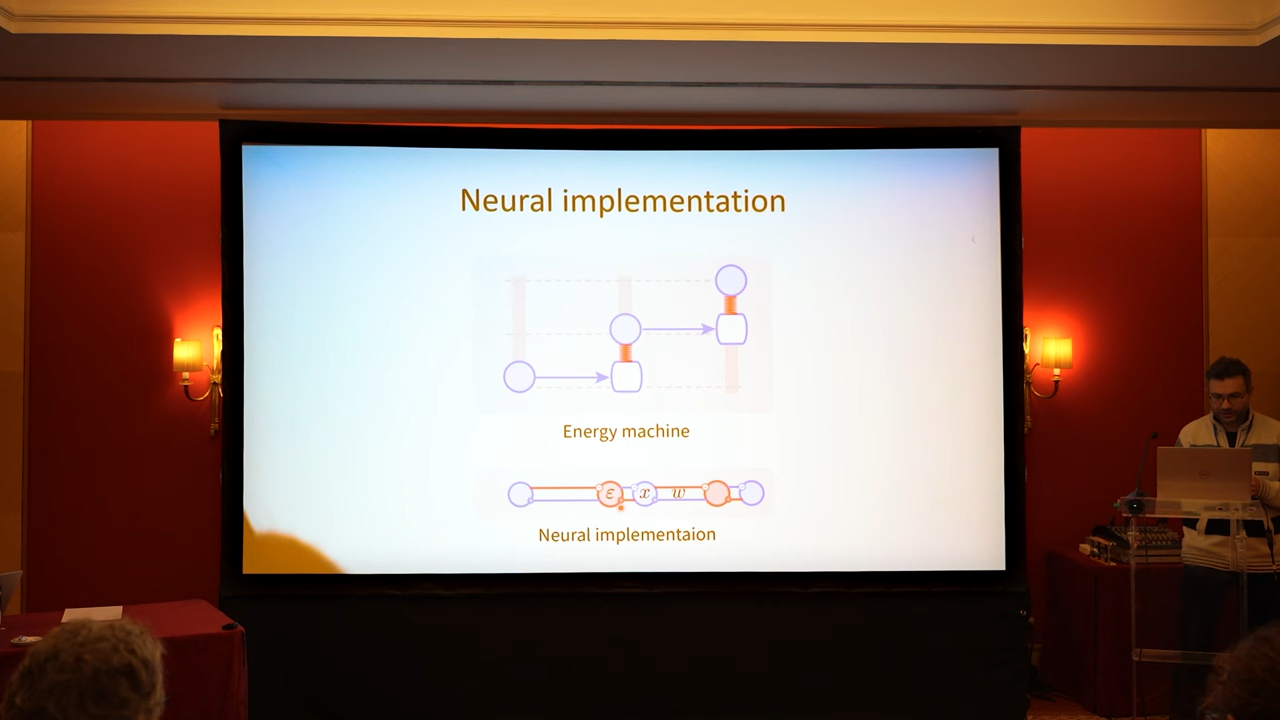 Neural implementation
Energy machine
ε x w
Neural implementaion